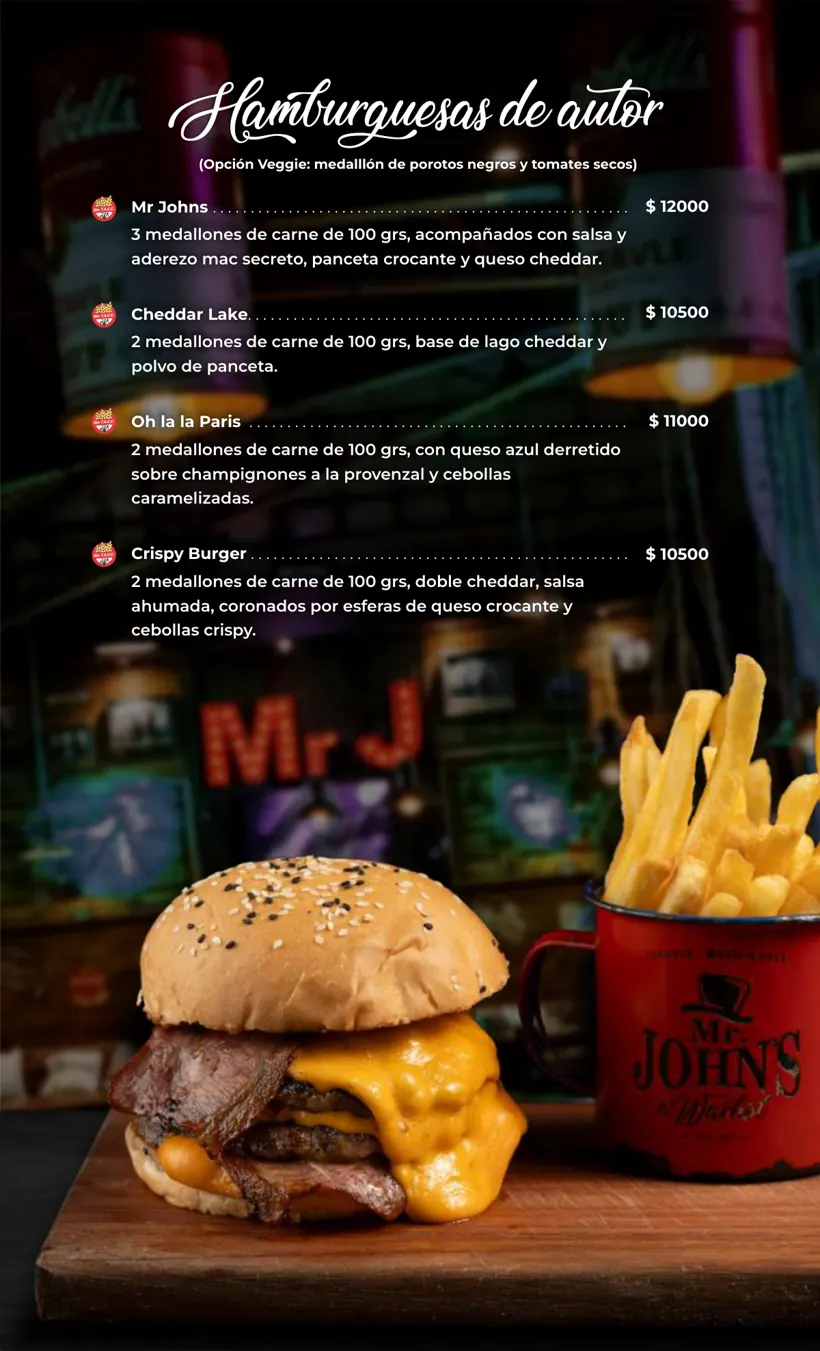 Hamburguesas de autor
(Opción Veggie: medalllón de porotos negros y tomates secos)
Mr Johns ........................................................ $ 12000
3 medallones de carne de 100 grs, acompañados con salsa y
aderezo mac secreto, panceta crocante y queso cheddar.
Cheddar Lake.................................................. $ 10500
2 medallones de carne de 100 grs, base de lago cheddar y
polvo de panceta.
Oh la la Paris .................................................. $ 11000
2 medallones de carne de 100 grs, con queso azul derretido
sobre champignones a la provenzal y cebollas
caramelizadas.
Crispy Burger .................................................. $ 10500
2 medallones de carne de 100 grs, doble cheddar, salsa
ahumada, coronados por esferas de queso crocante y
cebollas crispy.
Mr J
Mr.
JOHN'S